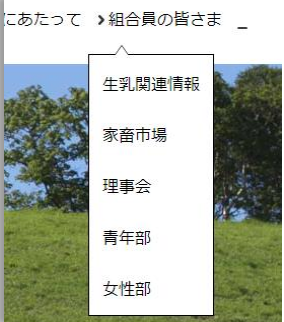 にあたって ›組合員の皆さま _
生乳関連情報
家畜市場
理事会
青年部
女性部